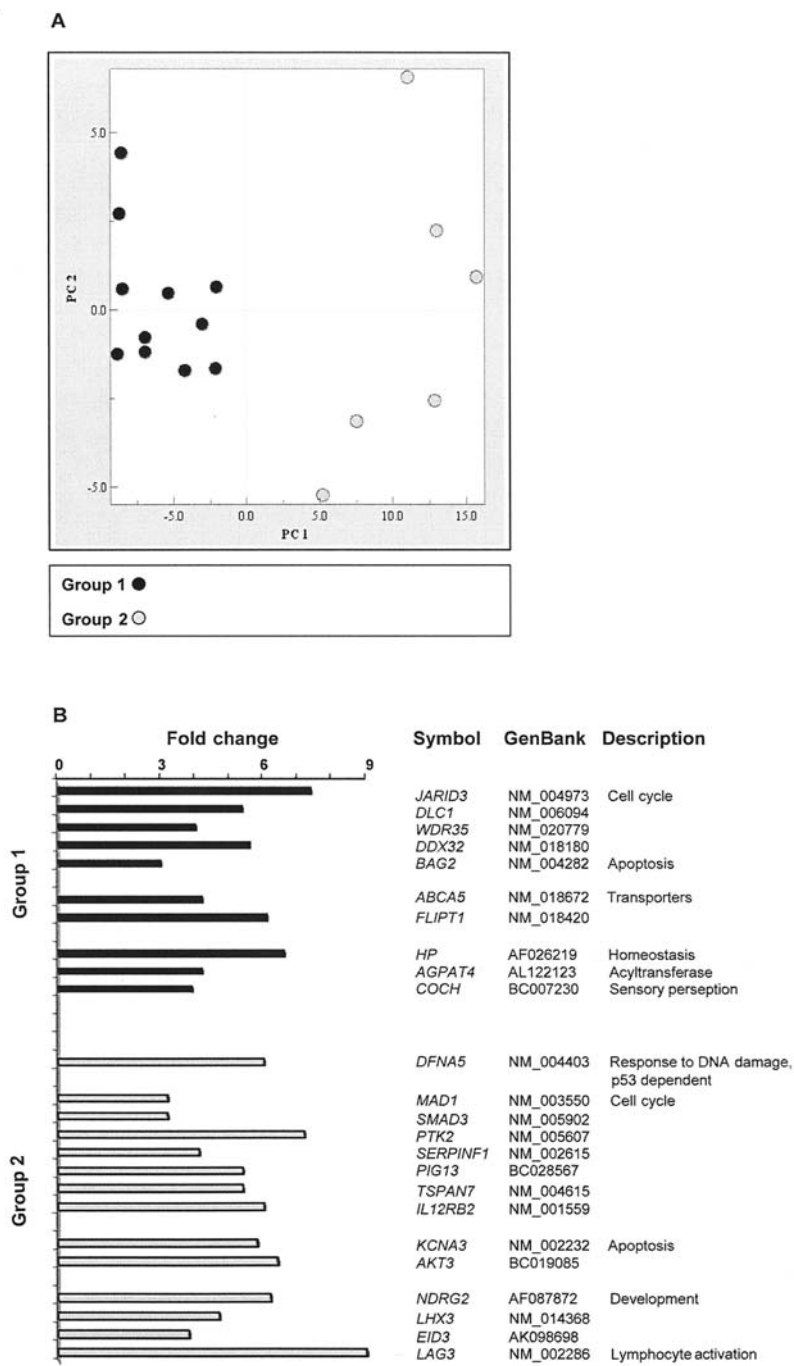 A
5.0
0.0
-5.0
PC 2
-5.0 0.0 5.0 10.0 15.0
PC 1
Group 1
Group 2
B
Fold change Symbol GenBank Description
0 3 6 9
Group 1
JARID3 NM_004973 Cell cycle
DLC1 NM_006094
WDR35 NM_020779
DDX32 NM_018180
BAG2 NM_004282 Apoptosis
ABCA5 NM_018672 Transporters
FLIPT1 NM_018420
HP AF026219 Homeostasis
AGPAT4 AL122123 Acyltransferase
COCH BC007230 Sensory perseption
Group 2
DFNA5 NM_004403 Response to DNA damage,
p53 dependent
MAD1 NM_003550 Cell cycle
SMAD3 NM_005902
PTK2 NM_005607
SERPINF1 NM_002615
PIG13 BC028567
TSPAN7 NM_004615
IL12RB2 NM_001559
KCNA3 NM_002232 Apoptosis
AKT3 BC019085
NDRG2 AF087872 Development
LHX3 NM_014368
EID3 AK098698
LAG3 NM_002286 Lymphocyte activation